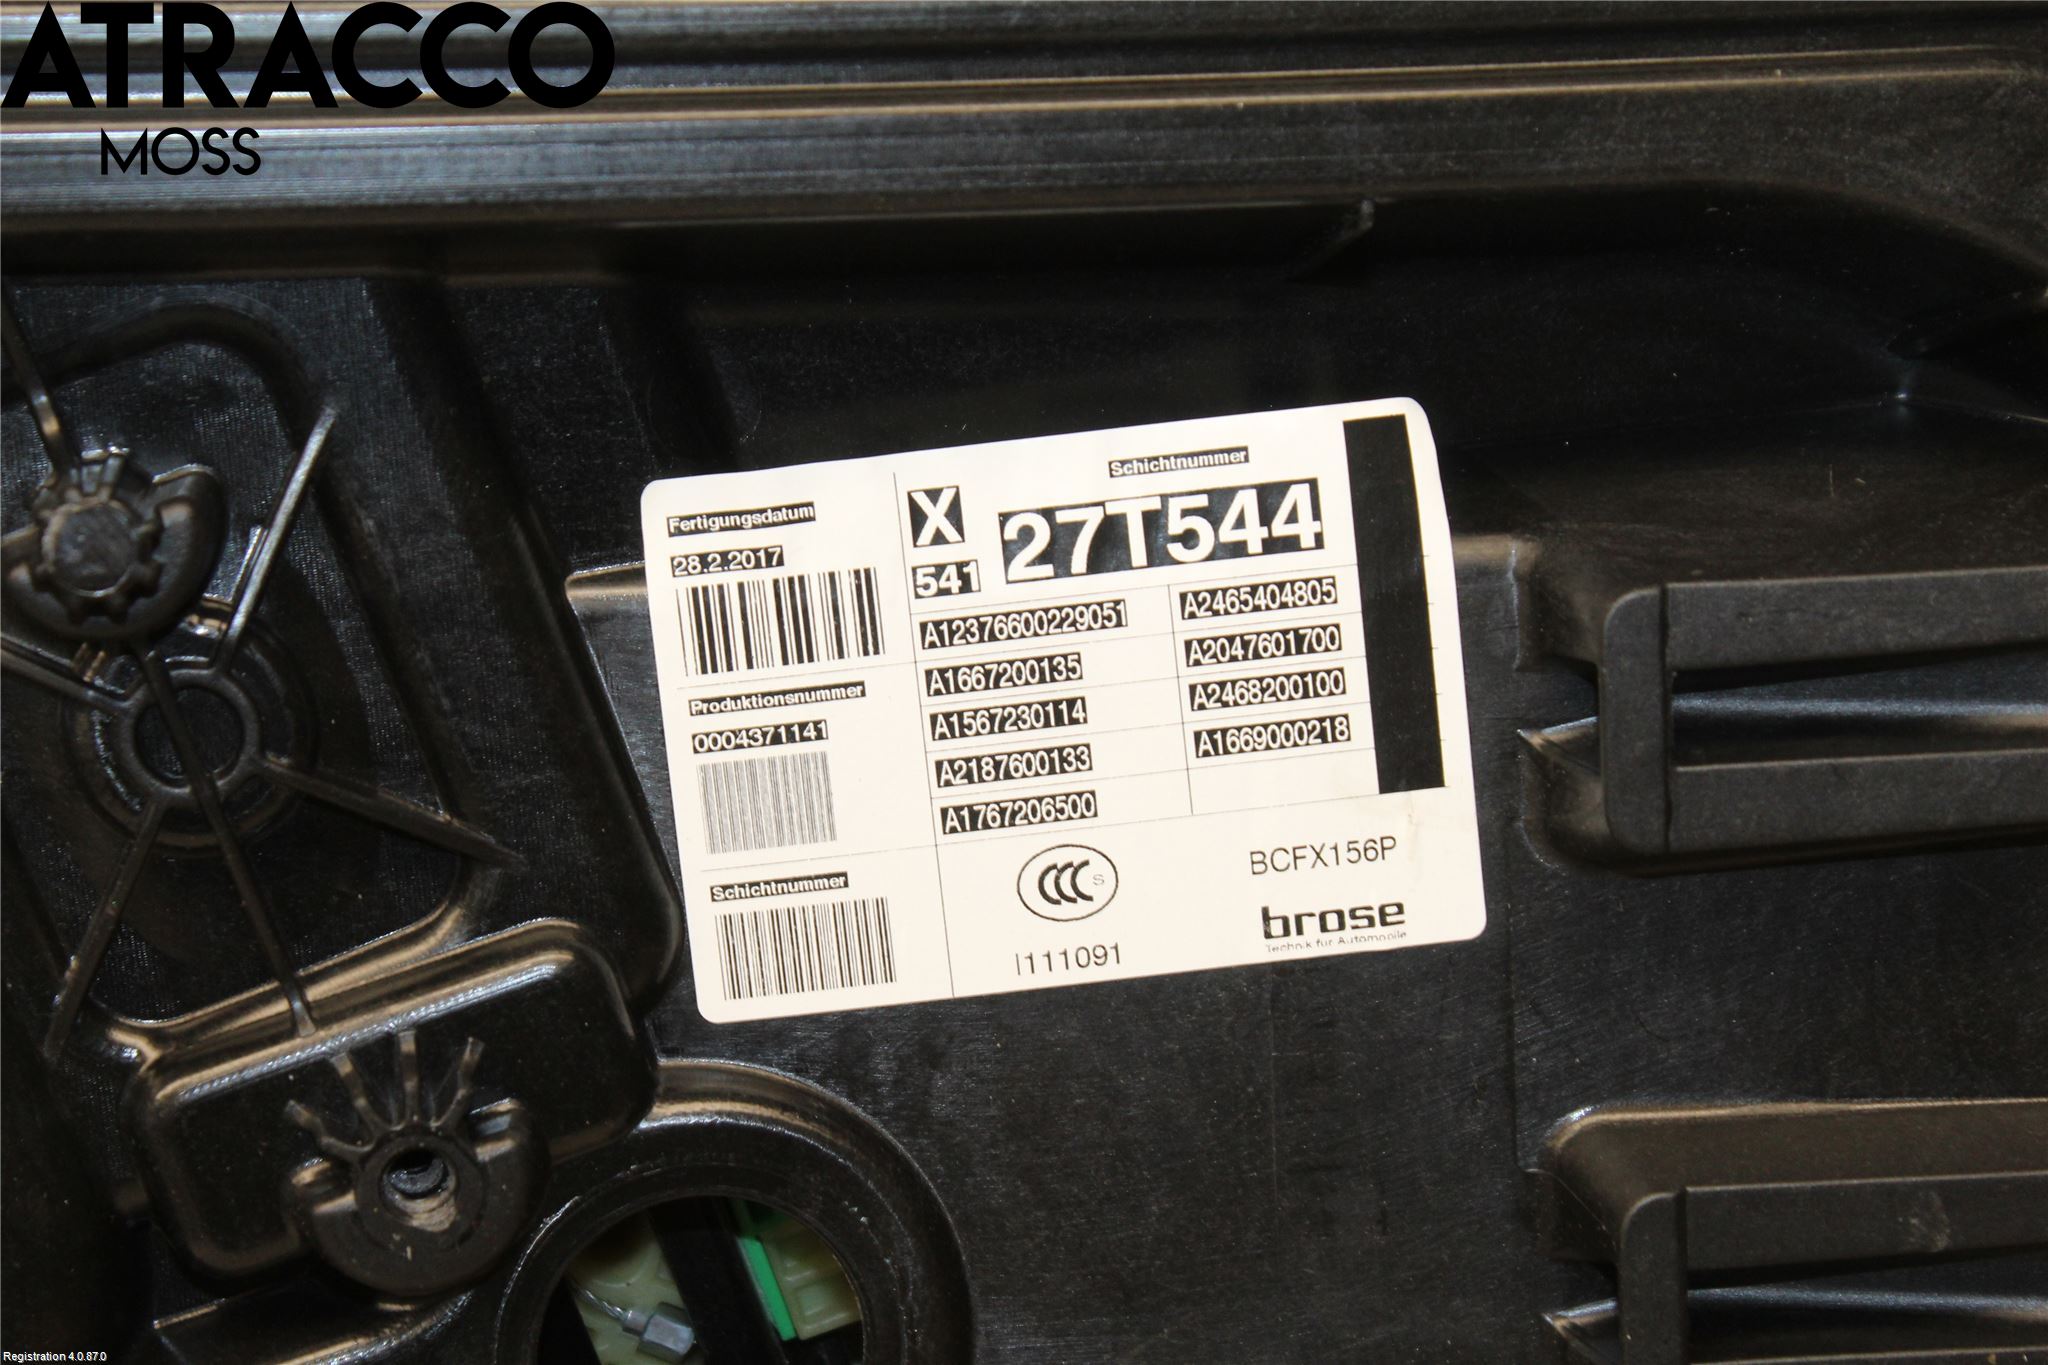 ATRACCO
MOSS
Fertigungsdatum
28.2.2017
Produktionsnummer
0004371141
Schichtnummer
X
541
Schichtnummer
27T544
A12376600229051
A1667200135
A1567230114
A2187600133
A1767206500
A2465404805
A2047601700
A2468200100
A1669000218
CCC S
I111091
BCFX156P
brose
Technik für Automobile
Registration 4.0.87.0